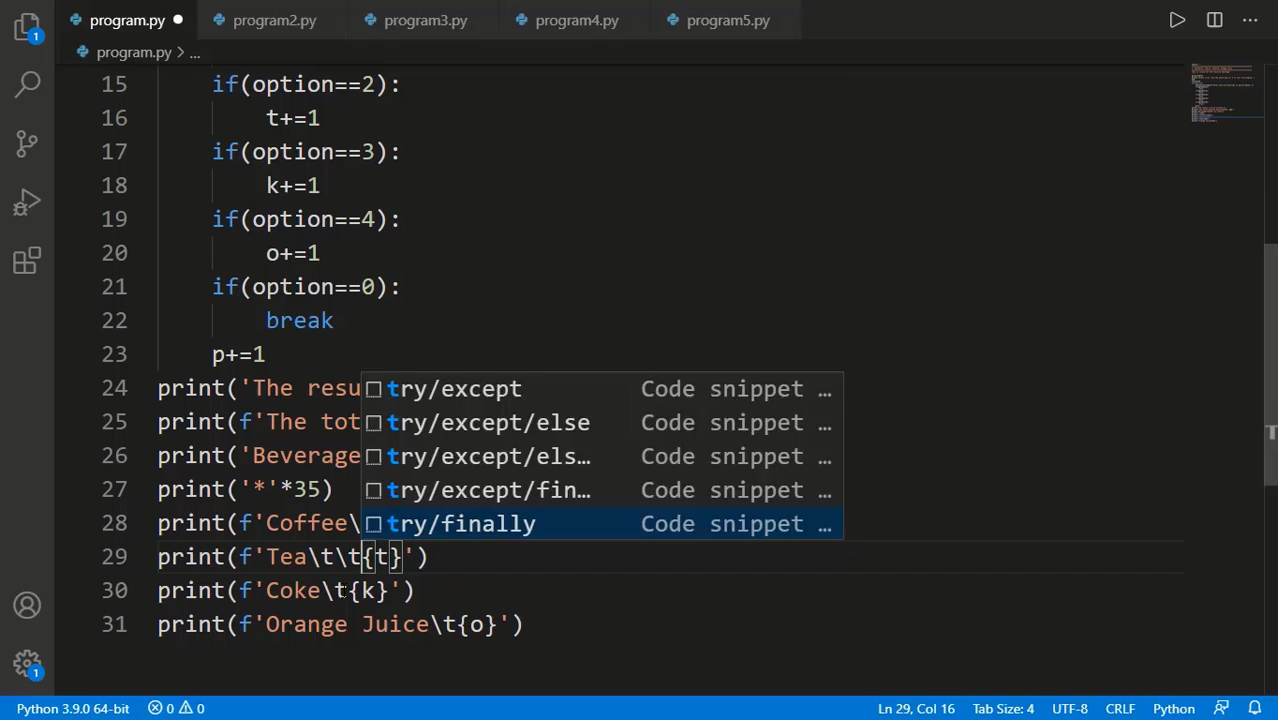 program.py program2.py program3.py program4.py program5.py ...
program.py > ...
1
15 if(option==2):
16 t+=1
17 if(option==3):
18 k+=1
19 if(option==4):
20 o+=1
21 if(option==0):
22 break
23 p+=1
24 print('The resu
try/except Code snippet ...
25 print(f'The tot
try/except/else Code snippet ...
26 print('Beverage
try/except/els... Code snippet ...
27 print('*'*35)
try/except/fin... Code snippet ...
28 print(f'Coffee\
try/finally Code snippet ...
29 print(f'Tea\t\t{t}')
30 print(f'Coke\t{k}')
31 print(f'Orange Juice\t{o}')
1
Python 3.9.0 64-bit 0 0 Ln 29, Col 16 Tab Size: 4 UTF-8 CRLF Python